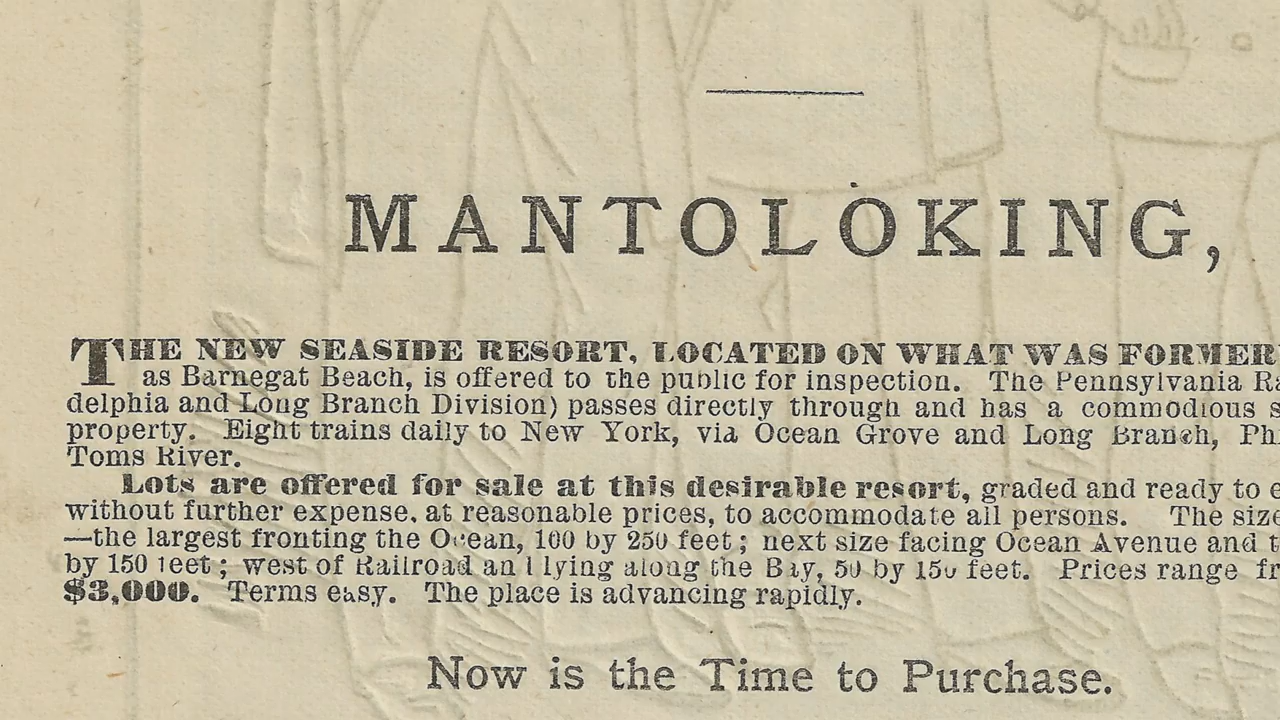 MANTOLOKING,
THE NEW SEASIDE RESORT, LOCATED ON WHAT WAS
as Barnegat Beach, is offered to the public for inspection. The Pennsylvania
delphia and Long Branch Division) passes directly through and has a commodious
property. Eight trains daily to New York, via Ocean Grove and Long Branch,
Toms River.
Lots are offered for sale at this desirable resort, graded and ready to
without further expense, at reasonable prices, to accommodate all persons. The size
—the largest fronting the Ocean, 100 by 250 feet; next size facing Ocean Avenue and
by 150 feet; west of Railroad and lying along the Bay, 50 by 150 feet. Prices range
$3,000. Terms easy. The place is advancing rapidly.
Now is the Time to Purchase.